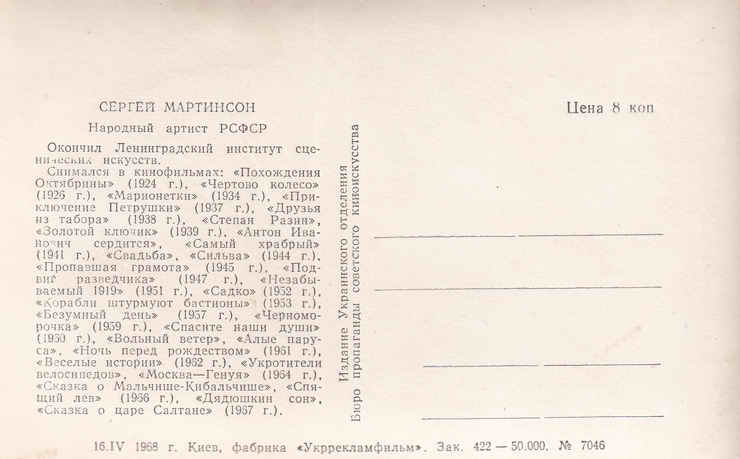 СЕРГЕЙ МАРТИНСОН
Народный артист РСФСР
Окончил Ленинградский институт сце-
нических искусств.
Снимался в кинофильмах: «Похождения
Октябрины» (1924 г.), «Чертово колесо»
(1926 г.), «Марионетки» (1934 г.), «При-
ключение Петрушки» (1937 г.), «Друзья
из табора» (1938 г.), «Степан Разин»,
«Золотой ключик» (1939 г.), «Антон Ива-
нович сердится», «Самый храбрый»
(1941 г.), «Свадьба», «Сильва» (1944 г.),
«Пропавшая грамота» (1945 г.), «Под-
виг разведчика» (1947 г.), «Незабы-
ваемый 1919» (1951 г.), «Садко» (1952 г.),
«Корабли штурмуют бастионы» (1953 г.),
«Безумный день» (1957 г.), «Черномо-
рочка» (1959 г.), «Спасите наши души»
(1960 г.), «Вольный ветер», «Алые пару-
са», «Ночь перед рождеством» (1961 г.),
«Веселые истории» (1962 г.), «Укротители
велосипедов», «Москва—Генуя» (1964 г.),
«Сказка о Мальчише-Кибальчише», «Спя-
щий лев» (1966 г.), «Дядюшкин сон»,
«Сказка о царе Салтане» (1967 г.).
Издание Украинского отделения
Бюро пропаганды советского киноискусства
Цена 8 коп
16.IV 1968 г. Киев, фабрика «Укррекламфильм». Зак. 422 — 50.000. № 7046